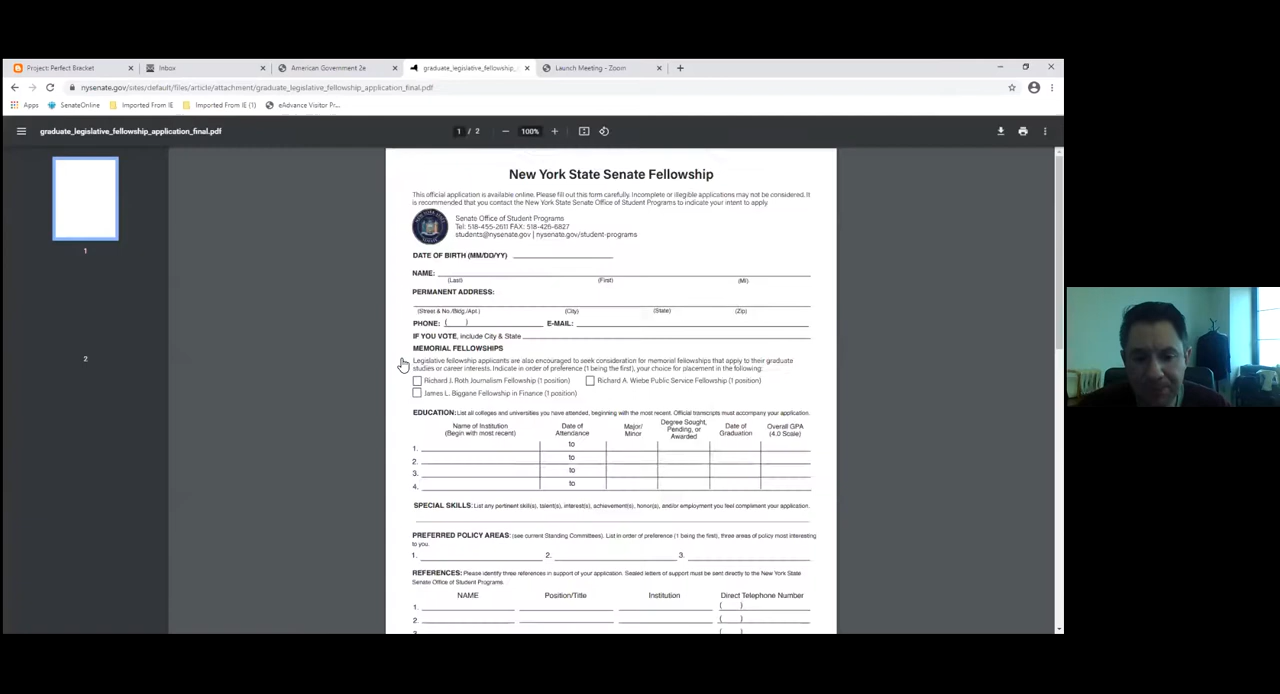 Project: Perfect Bracket
Inbox
American Government 2e
graduate_legislative_fellowship_
Launch Meeting - Zoom
nysenate.gov/sites/default/files/article/attachment/graduate_legislative_fellowship_application_final.pdf
Apps
SenateOnline
Imported From IE
Imported From IE (1)
eAdvance Visitor Pr...
graduate_legislative_fellowship_application_final.pdf
1 / 2
100%
1
2
New York State Senate Fellowship
This official application is available online. Please fill out this form carefully. Incomplete or illegible applications may not be considered. It
is recommended that you contact the New York State Senate Office of Student Programs to indicate your intent to apply.
Senate Office of Student Programs
Tel: 518-455-2611 FAX: 518-426-6827
students@nysenate.gov | nysenate.gov/student-programs
DATE OF BIRTH (MM/DD/YY)
NAME:
(Last) (First) (MI)
PERMANENT ADDRESS:
(Street & No./Bldg./Apt.) (City) (State) (Zip)
PHONE: ( ) E-MAIL:
IF YOU VOTE, include City & State
MEMORIAL FELLOWSHIPS
Legislative fellowship applicants are also encouraged to seek consideration for memorial fellowships that apply to their graduate
studies or career interests. Indicate in order of preference (1 being the first), your choice for placement in the following:
Richard J. Roth Journalism Fellowship (1 position) Richard A. Wiebe Public Service Fellowship (1 position)
James L. Biggane Fellowship in Finance (1 position)
EDUCATION: List all colleges and universities you have attended, beginning with the most recent. Official transcripts must accompany your application.
Name of Institution
(Begin with most recent)
Date of
Attendance
Major/
Minor
Degree Sought,
Pending, or
Awarded
Date of
Graduation
Overall GPA
(4.0 Scale)
1. to
2. to
3. to
4. to
SPECIAL SKILLS: List any pertinent skill(s), talent(s), interest(s), achievement(s), honor(s), and/or employment you feel compliment your application.
PREFERRED POLICY AREAS: (see current Standing Committees). List in order of preference (1 being the first), three areas of policy most interesting
to you.
1. 2. 3.
REFERENCES: Please identify three references in support of your application. Sealed letters of support must be sent directly to the New York State
Senate Office of Student Programs.
NAME Position/Title Institution Direct Telephone Number
1. ( )
2. ( )
3. ( )